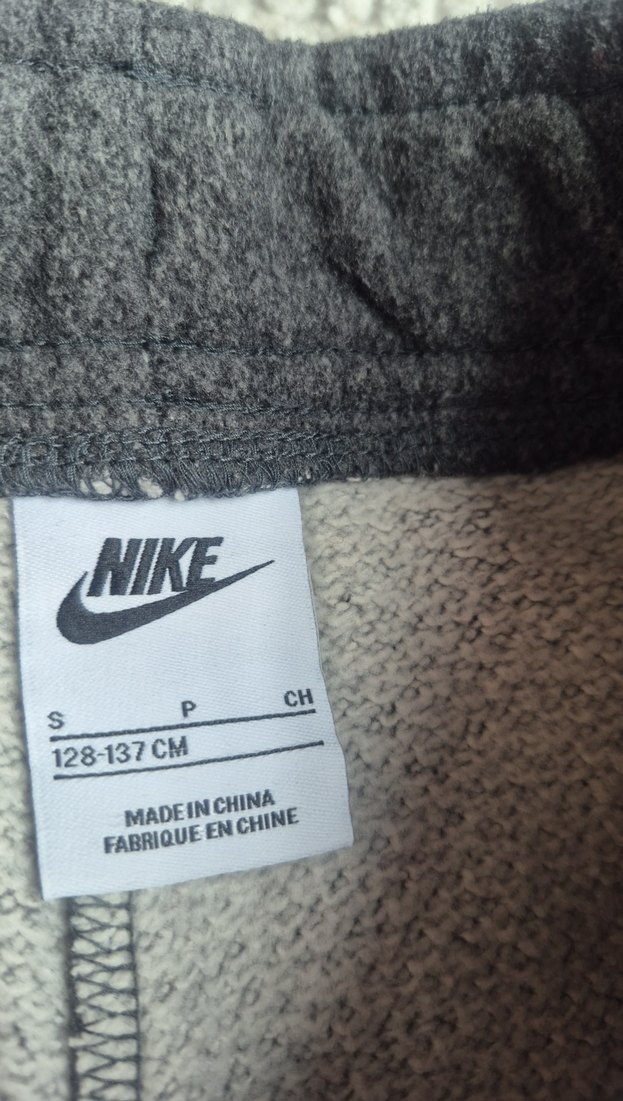 NIKE
S P CH
128-137 CM
MADE IN CHINA
FABRIQUE EN CHINE